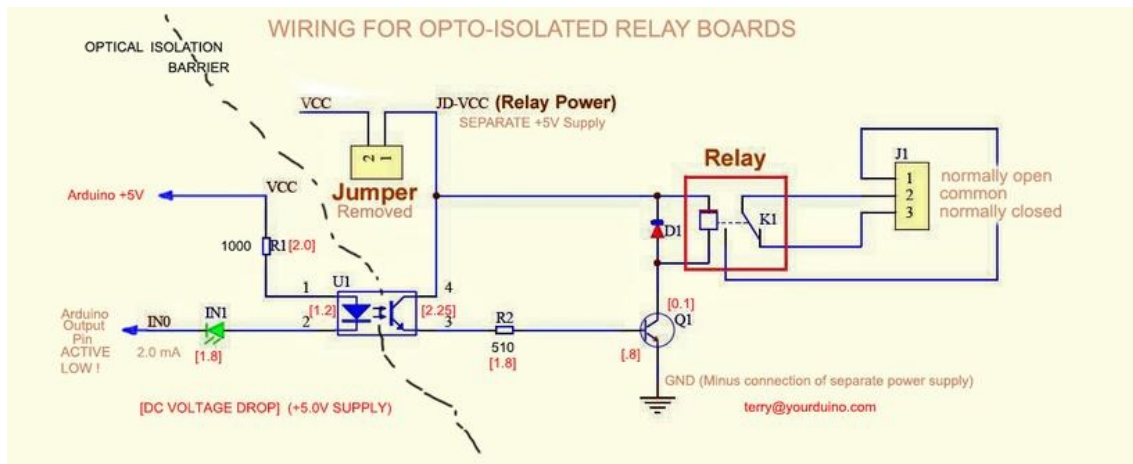 WIRING FOR OPTO-ISOLATED RELAY BOARDS
OPTICAL ISOLATION
BARRIER
VCC
JD-VCC (Relay Power)
SEPARATE +5V Supply
2 1
Jumper
Removed
Relay
J1
1 normally open
2 common
3 normally closed
K1
D1
Arduino +5V
VCC
1000 R1 [2.0]
U1
1
[1.2]
4
[2.25]
2
3
Arduino
Output
Pin
ACTIVE
LOW !
IN0
2.0 mA
IN1
[1.8]
R2
510
[1.8]
[0.1]
Q1
[.8]
GND (Minus connection of separate power supply)
terry@yourduino.com
[DC VOLTAGE DROP] (+5.0V SUPPLY)